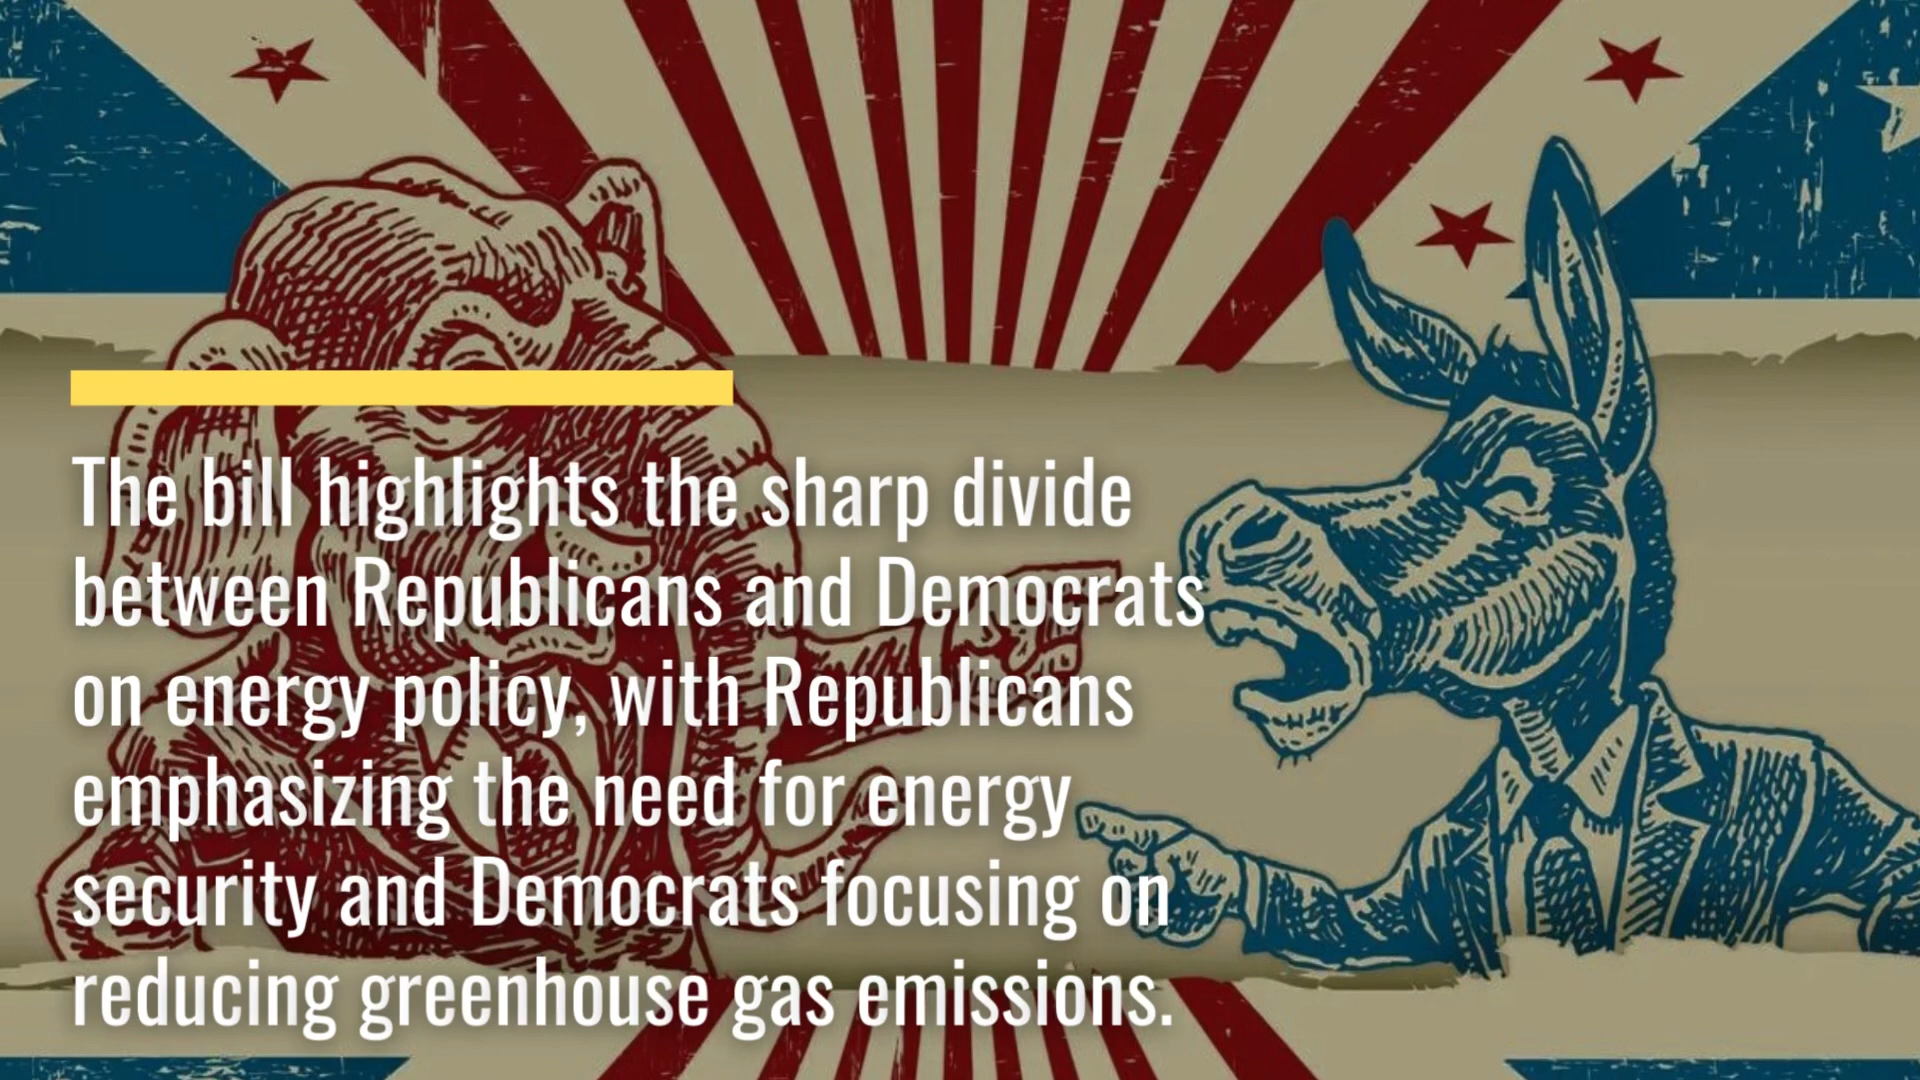 The bill highlights the sharp divide
between Republicans and Democrats
on energy policy, with Republicans
emphasizing the need for energy
security and Democrats focusing on
reducing greenhouse gas emissions.